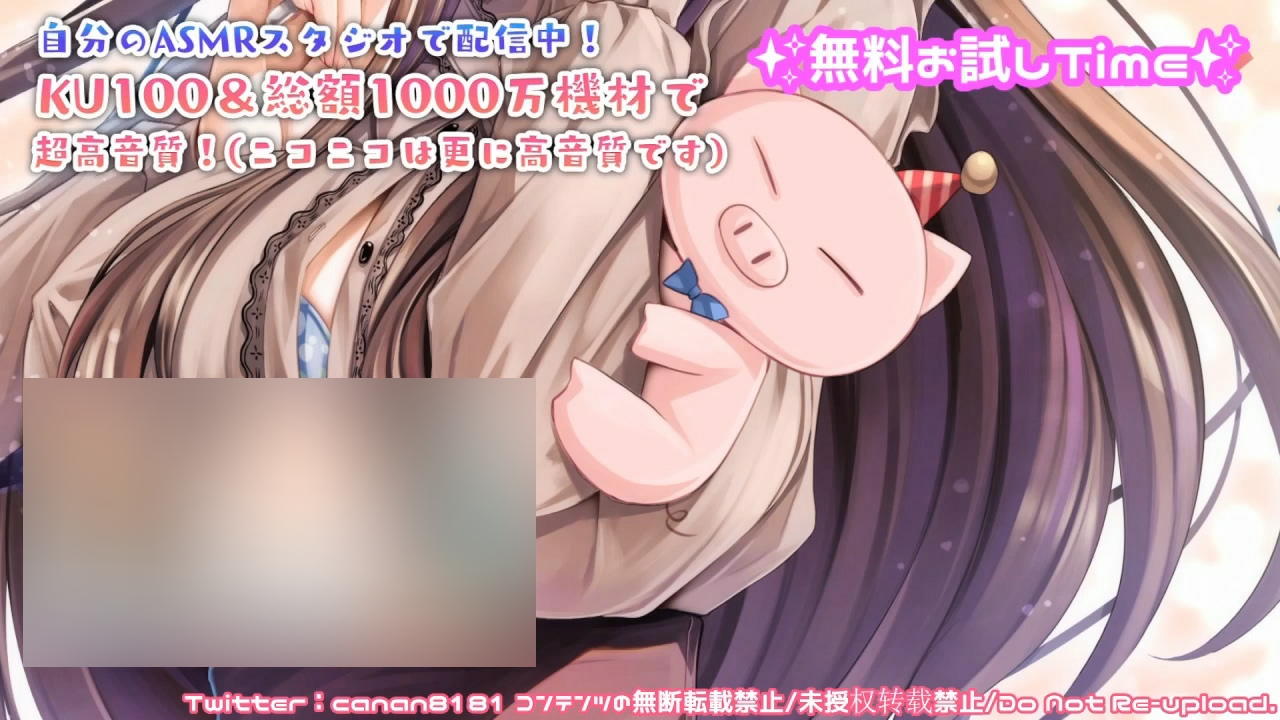 自分のASMRスタジオで配信中！
KU100＆総額1000万機材で
超高音質！(ニコニコは更に高音質です)
無料お試しTime
Twitter：canan8181 コンテンツの無断転載禁止/未授权转载禁止/Do Not Re-upload.